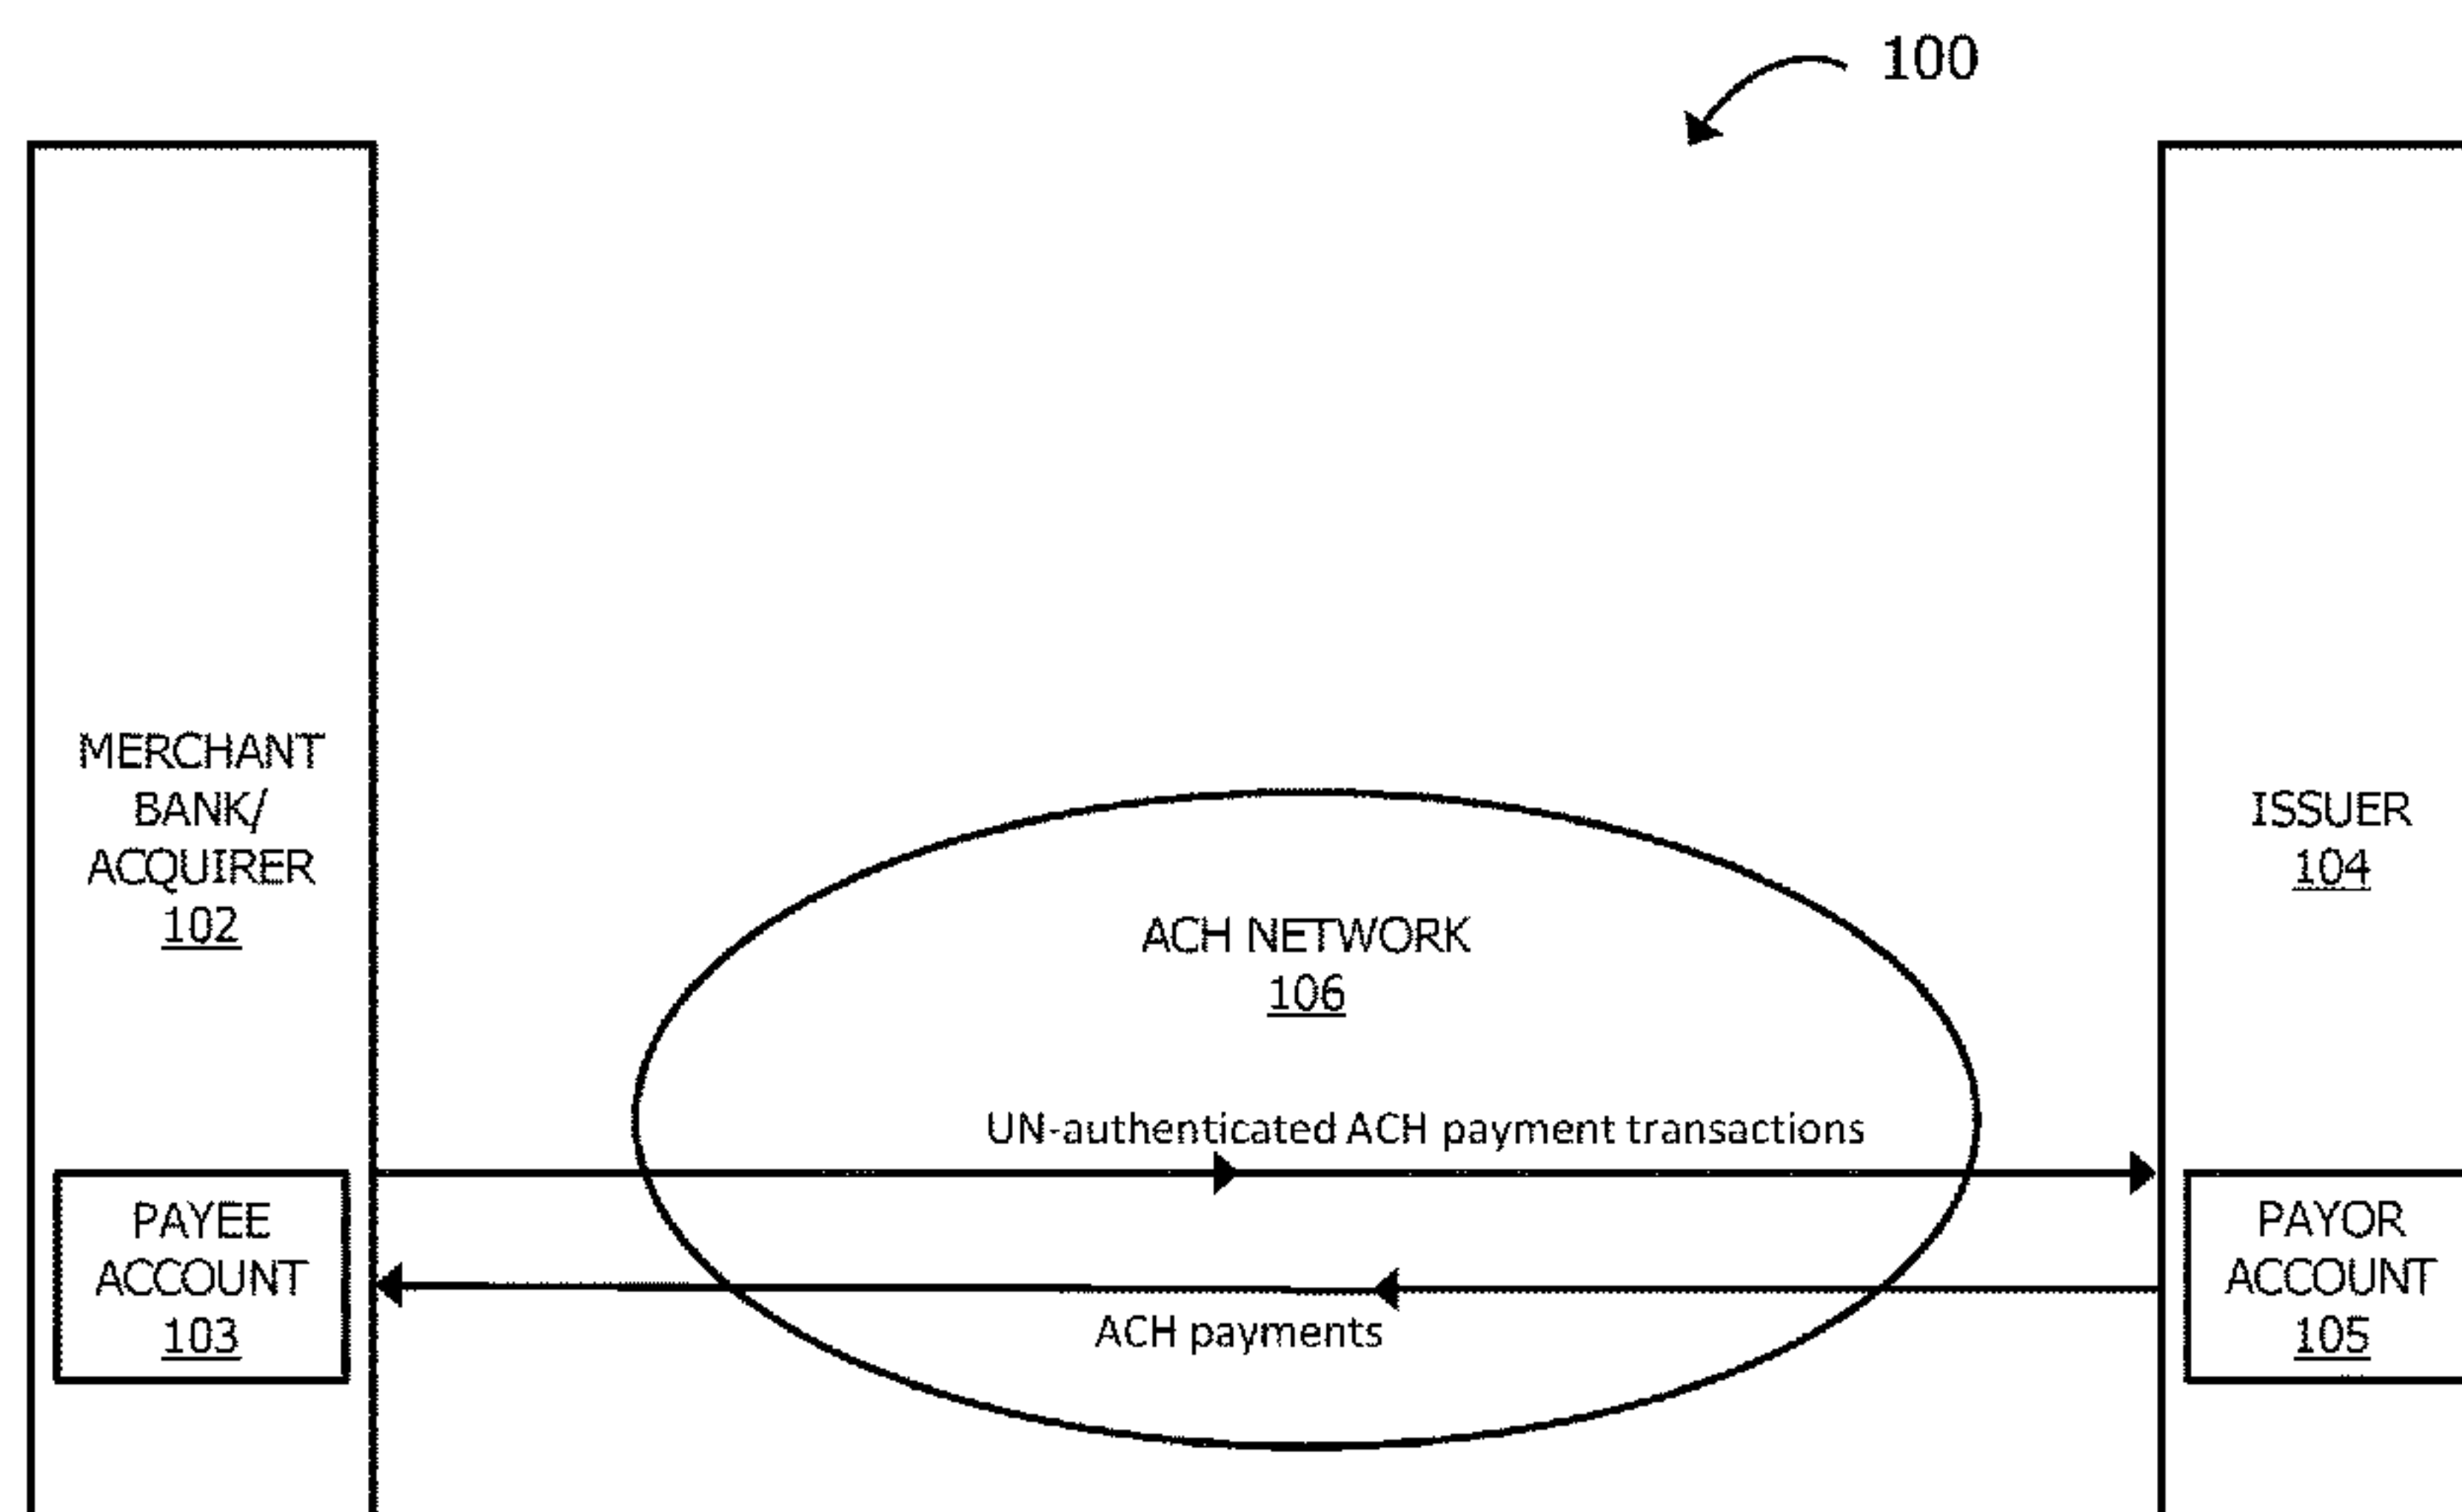 100
MERCHANT
BANK/
ACQUIRER
102
ISSUER
104
ACH NETWORK
106
UN-authenticated ACH payment transactions
PAYEE
ACCOUNT
103
ACH payments
PAYOR
ACCOUNT
105